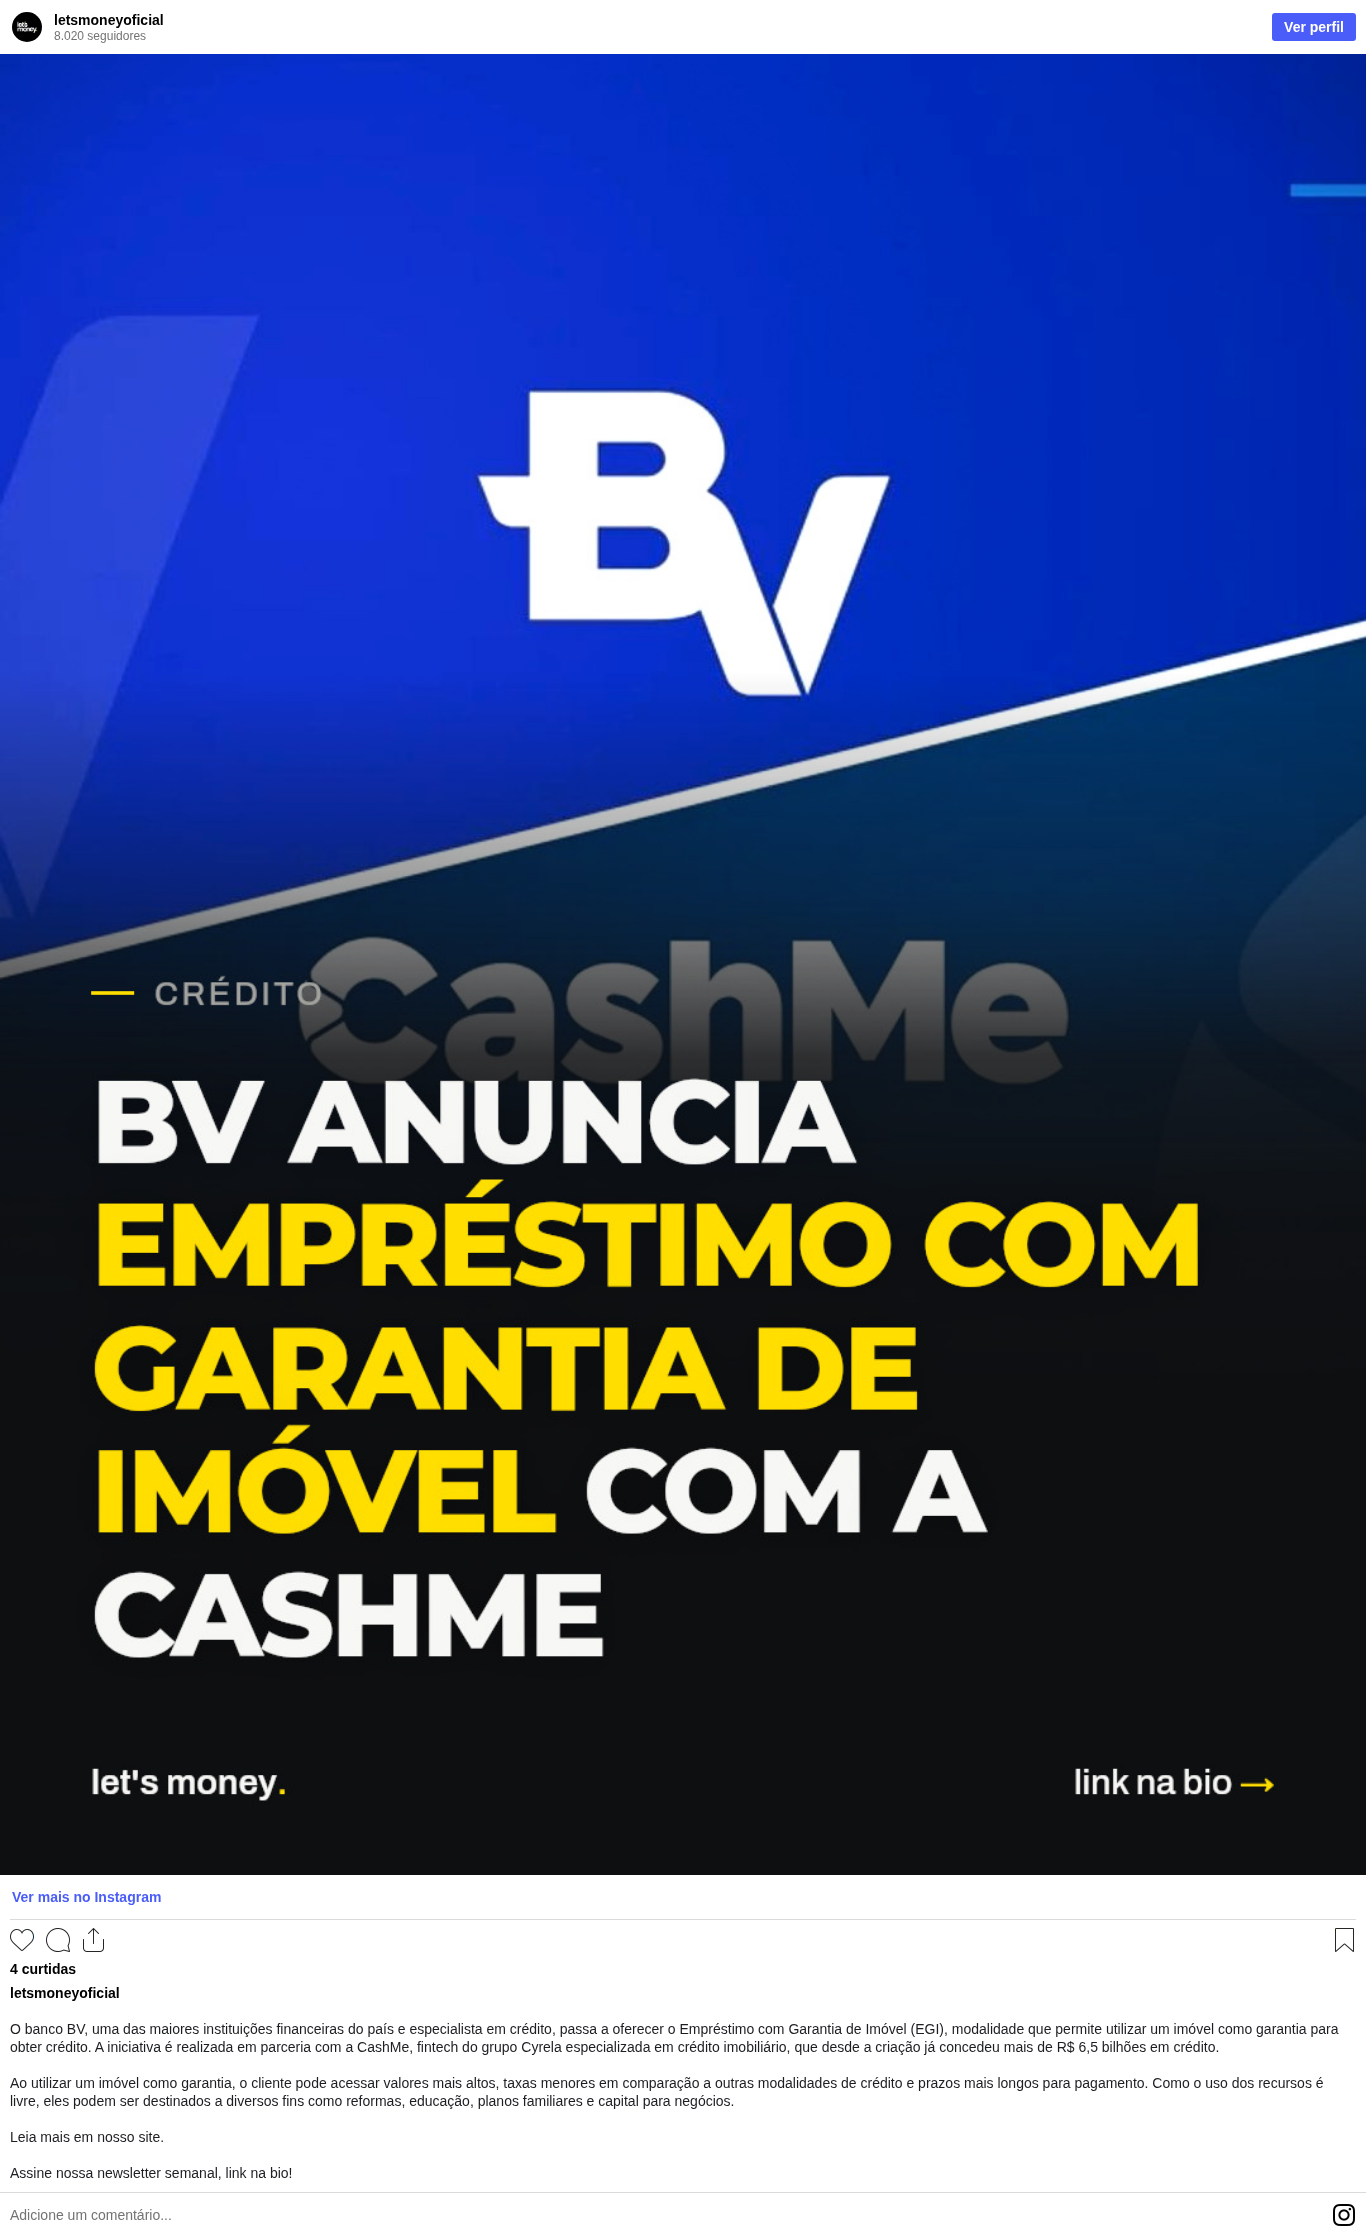 let's
money.
letsmoneyoficial
8.020 seguidores
Ver perfil
BV
CashMe
CRÉDITO
BV ANUNCIA
EMPRÉSTIMO COM
GARANTIA DE
IMÓVEL COM A
CASHME
let's money.
link na bio →
Ver mais no Instagram
4 curtidas
letsmoneyoficial
O banco BV, uma das maiores instituições financeiras do país e especialista em crédito, passa a oferecer o Empréstimo com Garantia de Imóvel (EGI), modalidade que permite utilizar um imóvel como garantia para
obter crédito. A iniciativa é realizada em parceria com a CashMe, fintech do grupo Cyrela especializada em crédito imobiliário, que desde a criação já concedeu mais de R$ 6,5 bilhões em crédito.
Ao utilizar um imóvel como garantia, o cliente pode acessar valores mais altos, taxas menores em comparação a outras modalidades de crédito e prazos mais longos para pagamento. Como o uso dos recursos é
livre, eles podem ser destinados a diversos fins como reformas, educação, planos familiares e capital para negócios.
Leia mais em nosso site.
Assine nossa newsletter semanal, link na bio!
Adicione um comentário...